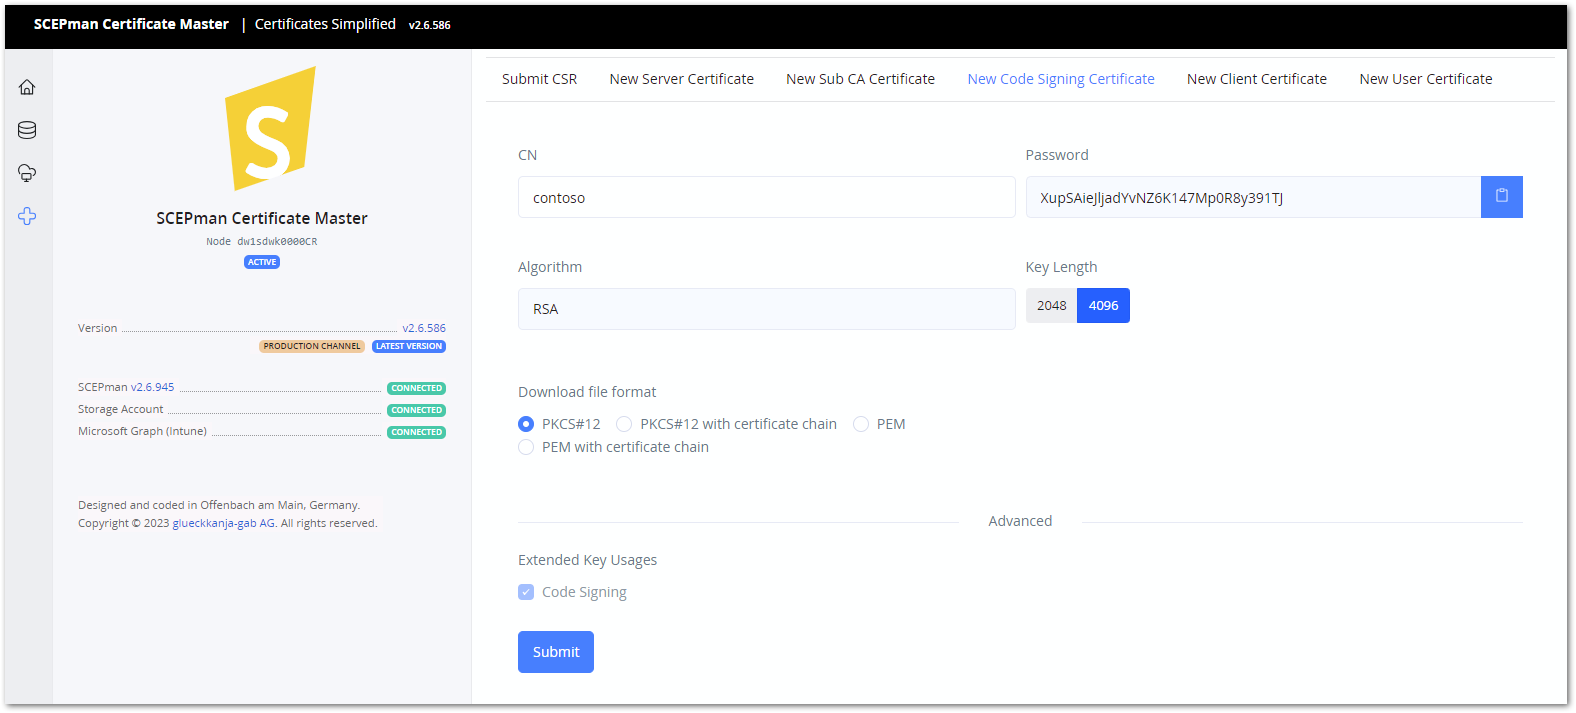 SCEPman Certificate Master | Certificates Simplified v2.6.586
S
SCEPman Certificate Master
Node dw1sdwk0000CR
ACTIVE
Version v2.6.586
PRODUCTION CHANNEL LATEST VERSION
SCEPman v2.6.945 CONNECTED
Storage Account CONNECTED
Microsoft Graph (Intune) CONNECTED
Designed and coded in Offenbach am Main, Germany.
Copyright © 2023 glueckkanja-gab AG. All rights reserved.
Submit CSR New Server Certificate New Sub CA Certificate New Code Signing Certificate New Client Certificate New User Certificate
CN Password
contoso XupSAieJljadYvNZ6K147Mp0R8y391TJ
Algorithm Key Length
RSA 2048 4096
Download file format
PKCS#12 PKCS#12 with certificate chain PEM
PEM with certificate chain
Advanced
Extended Key Usages
Code Signing
Submit